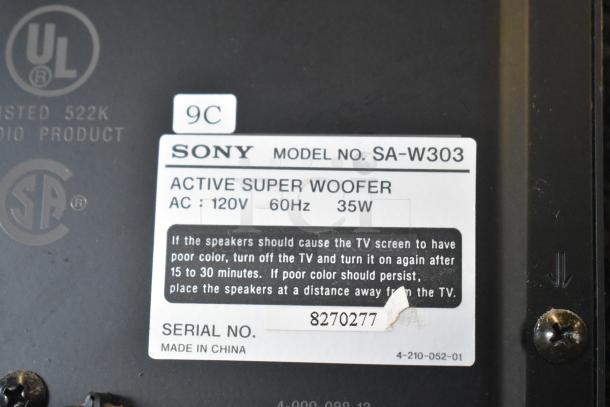 UL
®
ISTED 522K
DIO PRODUCT
9C
SONY MODEL NO. SA-W303
ACTIVE SUPER WOOFER
AC : 120V 60Hz 35W
If the speakers should cause the TV screen to have
poor color, turn off the TV and turn it on again after
15 to 30 minutes. If poor color should persist,
place the speakers at a distance away from the TV.
SERIAL NO. 8270277
MADE IN CHINA 4-210-052-01